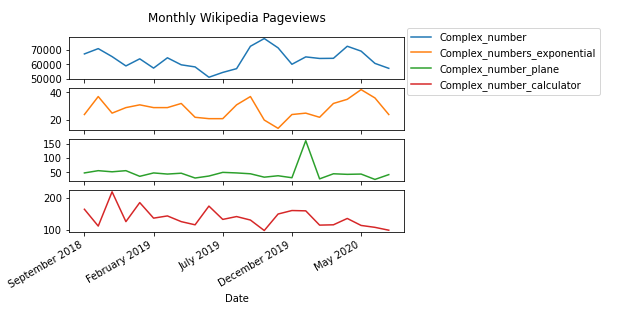 Monthly Wikipedia Pageviews
Complex_number
Complex_numbers_exponential
Complex_number_plane
Complex_number_calculator
70000
60000
50000
40
20
150
100
50
200
100
September 2018
February 2019
July 2019
December 2019
May 2020
Date